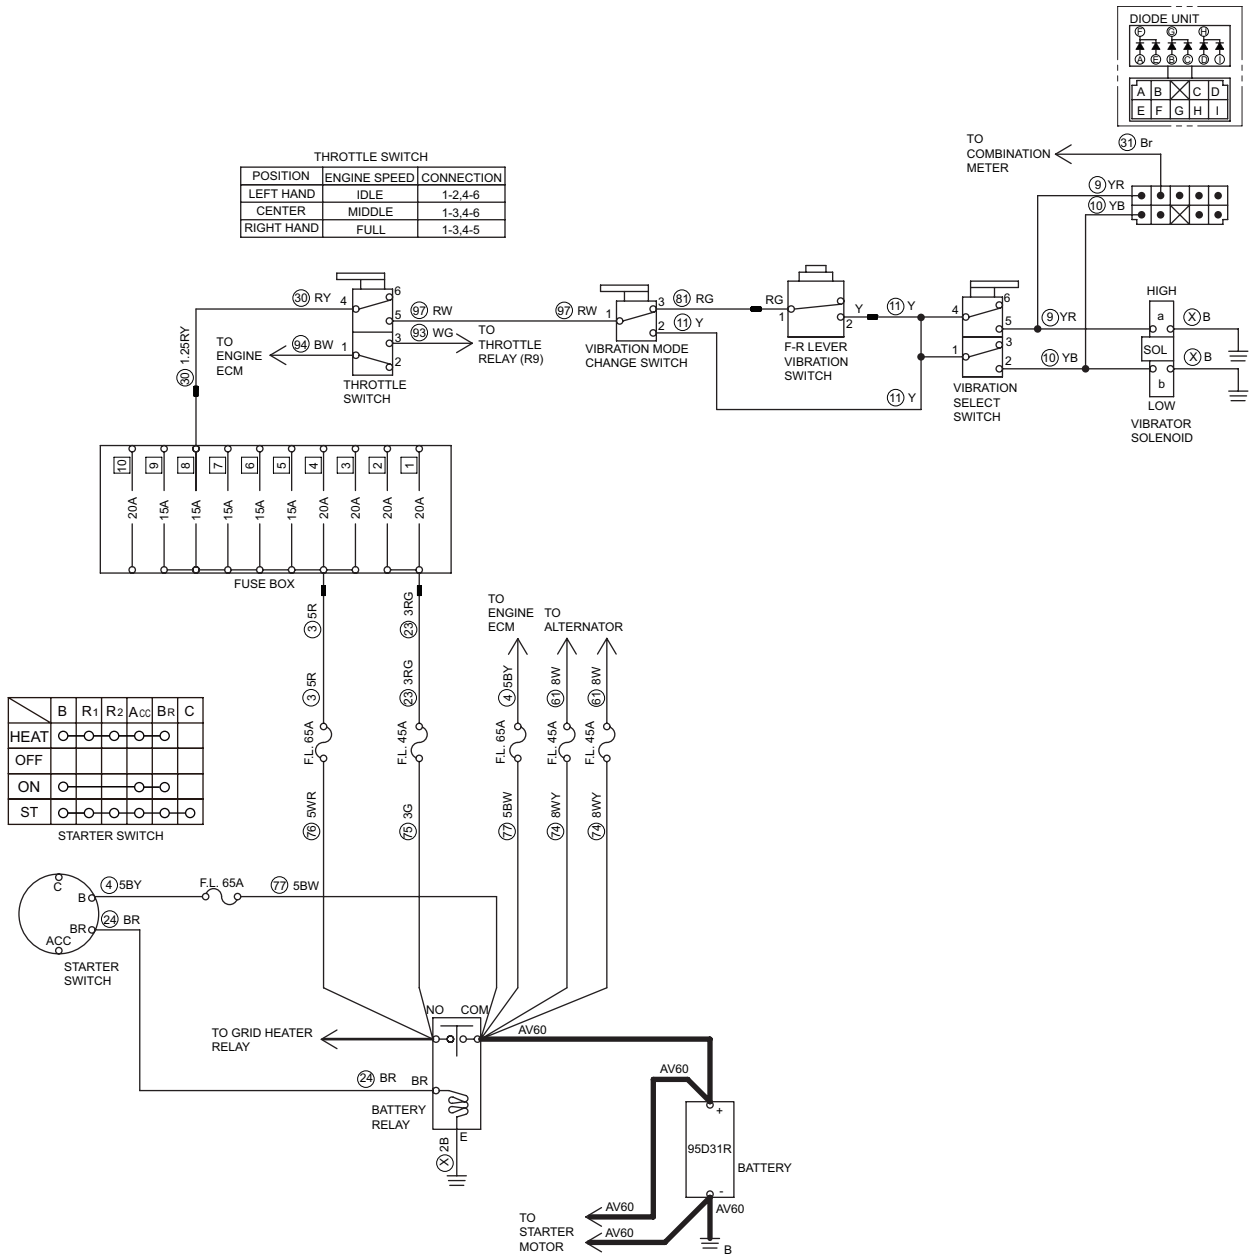 DIODE UNIT
F G H
A E B C D I
A B C D
E F G H I
TO
COMBINATION
METER
31 Br
9 YR
10 YB
THROTTLE SWITCH
POSITION ENGINE SPEED CONNECTION
LEFT HAND IDLE 1-2,4-6
CENTER MIDDLE 1-3,4-6
RIGHT HAND FULL 1-3,4-5
30 RY
4
6
5
97 RW
97 RW
1
3
2
81 RG
11 Y
RG
1
2
Y
11 Y
4
6
5
9 YR
HIGH
a
X B
TO
ENGINE
ECM
94 BW
1
3
2
93 WG
TO
THROTTLE
RELAY (R9)
THROTTLE
SWITCH
VIBRATION MODE
CHANGE SWITCH
F-R LEVER
VIBRATION
SWITCH
1
3
2
10 YB
SOL
X B
b
LOW
VIBRATOR
SOLENOID
VIBRATION
SELECT
SWITCH
11 Y
30 1.25RY
10 9 8 7 6 5 4 3 2 1
20A 15A 15A 15A 15A 15A 20A 20A 20A 20A
FUSE BOX
3 5R
23 3RG
TO
ENGINE
ECM
TO
ALTERNATOR
3 5R
23 3RG
4 5BY
61 8W
61 8W
F.L. 65A
F.L. 45A
F.L. 65A
F.L. 45A
F.L. 45A
76 5WR
75 3G
77 5BW
74 8WY
74 8WY
B R1 R2 ACC BR C
HEAT
OFF
ON
ST
STARTER SWITCH
C
B
BR
ACC
4 5BY
F.L. 65A
77 5BW
24 BR
STARTER
SWITCH
NO COM
TO GRID HEATER
RELAY
AV60
24 BR
BR
BATTERY
RELAY
E
X 2B
AV60
+
95D31R
BATTERY
-
AV60
AV60
AV60
TO
STARTER
MOTOR
B